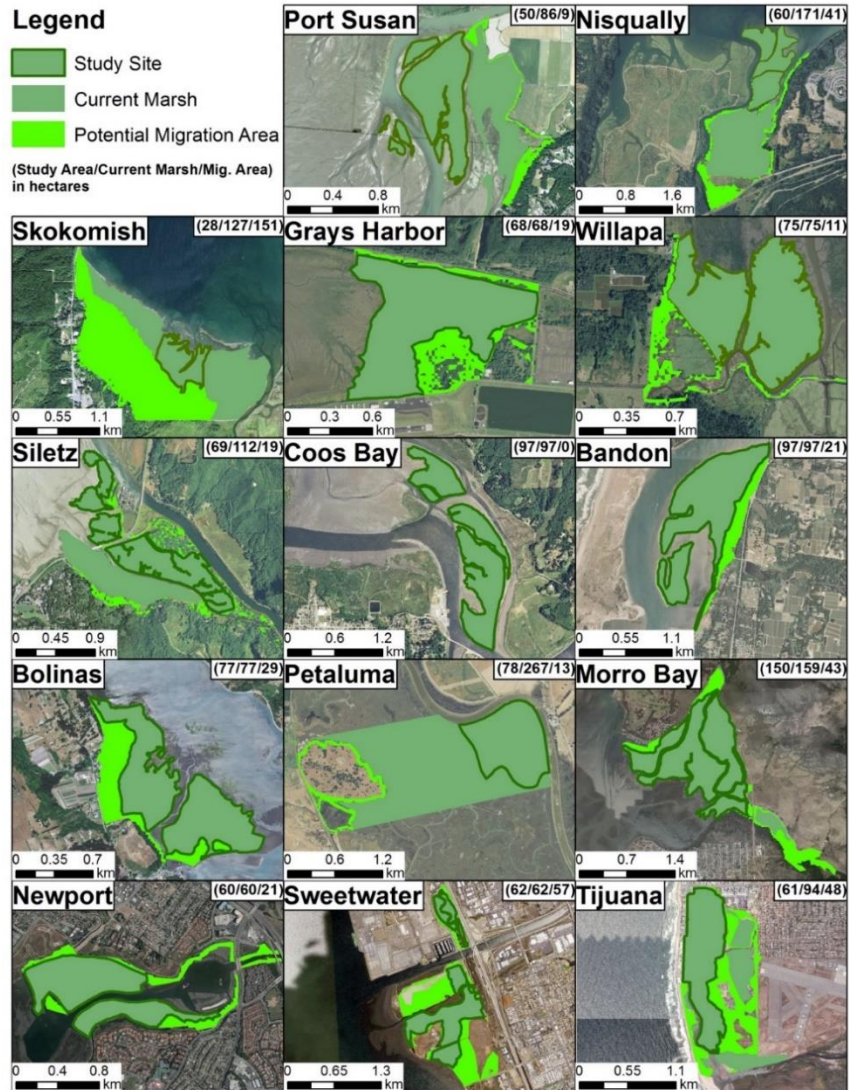 Legend
Study Site
Current Marsh
Potential Migration Area
(Study Area/Current Marsh/Mig. Area)
in hectares
Port Susan
(50/86/9)
0 0.4 0.8
km
Nisqually
(60/171/41)
0 0.8 1.6
km
Skokomish
(28/127/151)
0 0.55 1.1
km
Grays Harbor
(68/68/19)
0 0.3 0.6
km
Willapa
(75/75/11)
0 0.35 0.7
km
Siletz
(69/112/19)
0 0.45 0.9
km
Coos Bay
(97/97/0)
0 0.6 1.2
km
Bandon
(97/97/21)
0 0.55 1.1
km
Bolinas
(77/77/29)
0 0.35 0.7
km
Petaluma
(78/267/13)
0 0.6 1.2
km
Morro Bay
(150/159/43)
0 0.7 1.4
km
Newport
(60/60/21)
0 0.4 0.8
km
Sweetwater
(62/62/57)
0 0.65 1.3
km
Tijuana
(61/94/48)
0 0.55 1.1
km